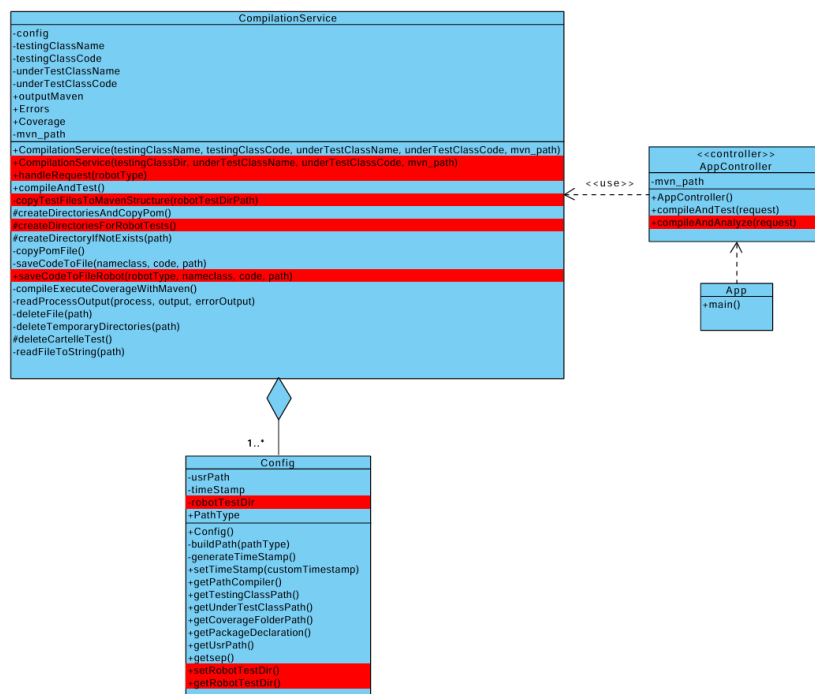 CompilationService
-config
-testingClassName
-testingClassCode
-underTestClassName
-underTestClassCode
+outputMaven
+Errors
+Coverage
-mvn_path
+CompilationService(testingClassName, testingClassCode, underTestClassName, underTestClassCode, mvn_path)
+CompilationService(testingClassDir, underTestClassName, underTestClassCode, mvn_path)
+handleRequest(robotType)
+compileAndTest()
-copyTestFilesToMavenStructure(robotTestDirPath)
#createDirectoriesAndCopyPom()
#createDirectoriesForRobotTests()
#createDirectoryIfNotExists(path)
-copyPomFile()
-saveCodeToFile(nameclass, code, path)
+saveCodeToFileRobot(robotType, nameclass, code, path)
-compileExecuteCoverageWithMaven()
-readProcessOutput(process, output, errorOutput)
-deleteFile(path)
-deleteTemporaryDirectories(path)
#deleteCartelleTest()
-readFileToString(path)
<<use>>
<<controller>>
AppController
-mvn_path
+AppController()
+compileAndTest(request)
+compileAndAnalyze(request)
App
+main()
1..*
Config
-usrPath
-timeStamp
-robotTestDir
+PathType
+Config()
-buildPath(pathType)
-generateTimeStamp()
+setTimeStamp(customTimestamp)
+getPathCompiler()
+getTestingClassPath()
+getUnderTestClassPath()
+getCoverageFolderPath()
+getPackageDeclaration()
+getUsrPath()
+getsep()
+setRobotTestDir()
+getRobotTestDir()